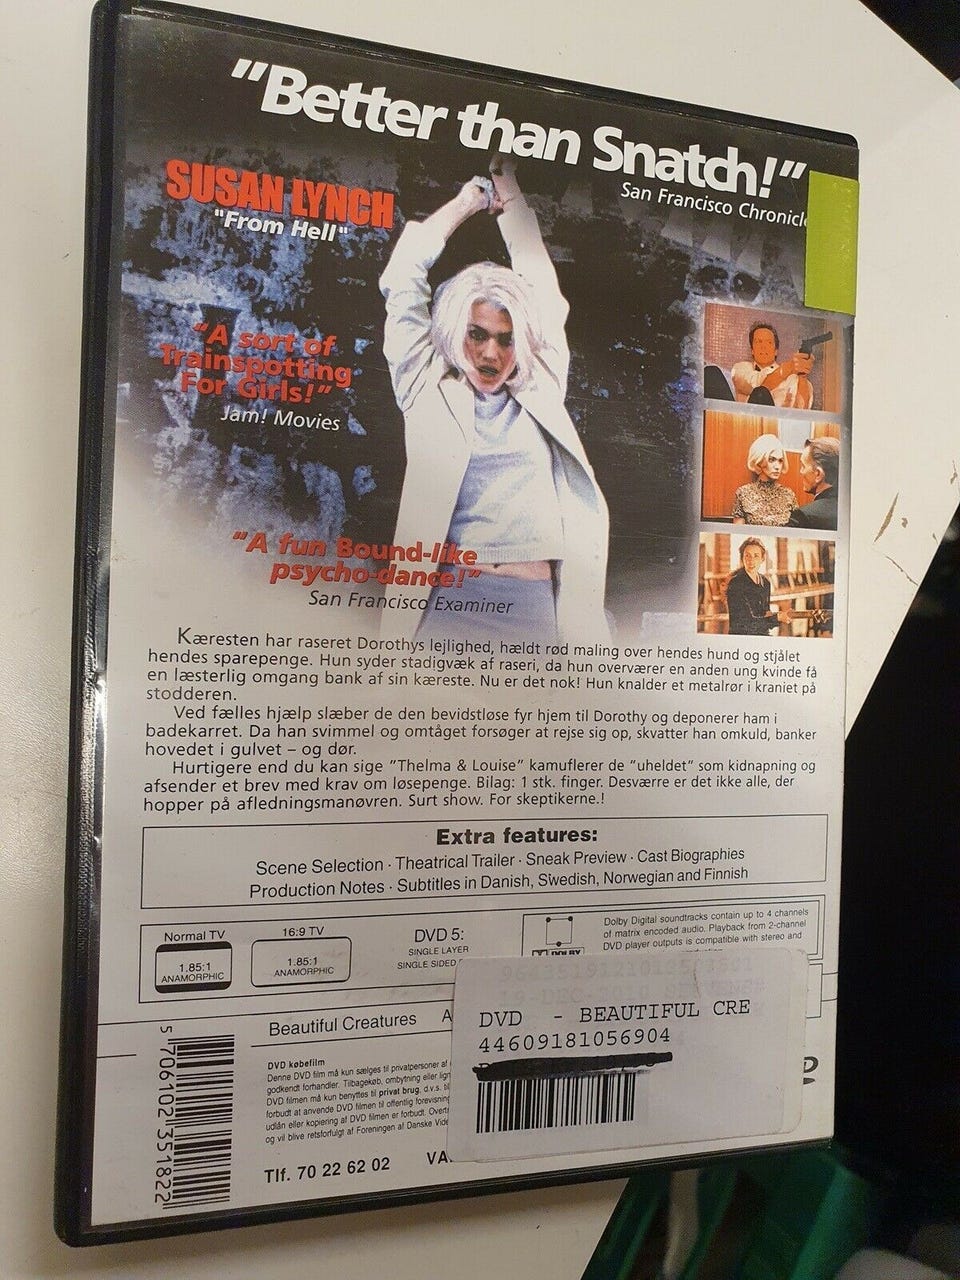 "Better than Snatch!"
San Francisco Chronicl
SUSAN LYNCH
"From Hell"
"A sort of
Trainspotting
For Girls!"
Jam! Movies
"A fun Bound-like
psycho-dance!"
San Francisco Examiner
Kæresten har raseret Dorothys lejlighed, hældt rød maling over hendes hund og stjålet
hendes sparepenge. Hun syder stadigvæk af raseri, da hun overværer en anden ung kvinde få
en læsterlig omgang bank af sin kæreste. Nu er det nok! Hun knalder et metalrør i kraniet på
stodderen.
Ved fælles hjælp slæber de den bevidstløse fyr hjem til Dorothy og deponerer ham i
badekarret. Da han svimmel og omtåget forsøger at rejse sig op, skvatter han omkuld, banker
hovedet i gulvet – og dør.
Hurtigere end du kan sige "Thelma & Louise" kamuflerer de "uheldet" som kidnapning og
afsender et brev med krav om løsepenge. Bilag: 1 stk. finger. Desværre er det ikke alle, der
hopper på afledningsmanøvren. Surt show. For skeptikerne.!
Extra features:
Scene Selection · Theatrical Trailer · Sneak Preview · Cast Biographies
Production Notes · Subtitles in Danish, Swedish, Norwegian and Finnish
Normal TV
1.85:1
ANAMORPHIC
16:9 TV
1.85:1
ANAMORPHIC
DVD 5:
SINGLE LAYER
SINGLE SIDED
DOLBY
Dolby Digital soundtracks contain up to 4 channels
of matrix encoded audio. Playback from 2-channel
DVD player outputs is compatible with stereo and
Beautiful Creatures A
DVD - BEAUTIFUL CRE
44609181056904
DVD købefilm
Denne DVD film må kun sælges til privatpersoner af
godkendt forhandler. Tilbagekøb, ombytning eller
DVD filmen må kun benyttes til privat brug, d.v.s.
forbudt at anvende DVD filmen til offentlig forevisning
udlån eller kopiering af DVD filmen er forbudt.
og vil blive retsforfulgt af Foreningen af Danske
Tlf. 70 22 62 02
VA
5 706102 351822